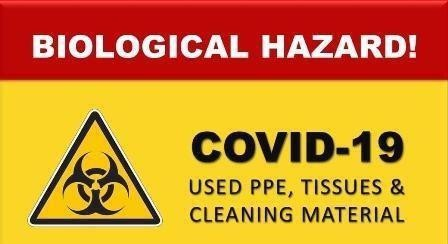 BIOLOGICAL HAZARD!
COVID-19
USED PPE, TISSUES &
CLEANING MATERIAL